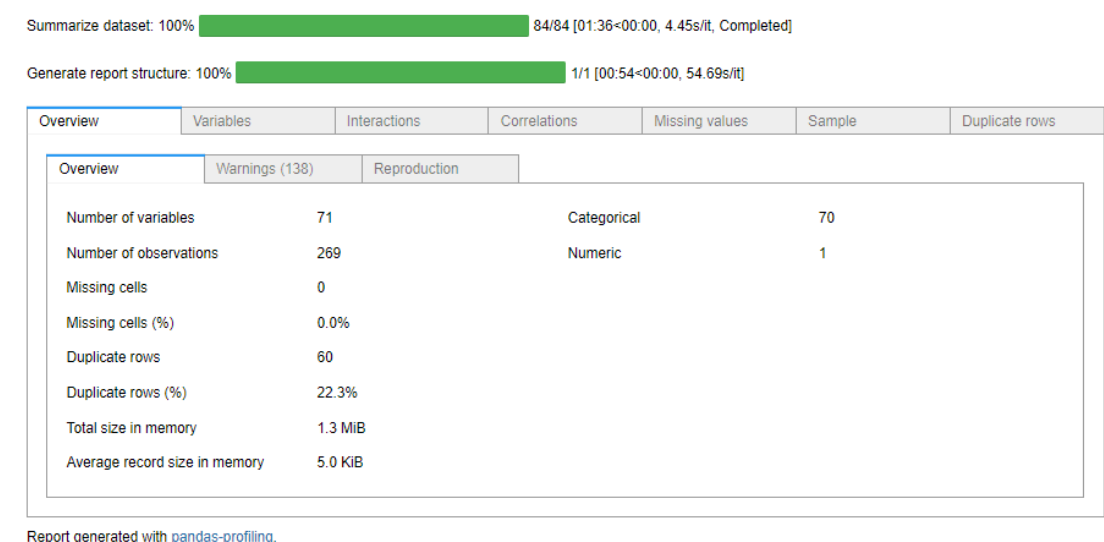 Summarize dataset: 100% 84/84 [01:36<00:00, 4.45s/it, Completed]
Generate report structure: 100% 1/1 [00:54<00:00, 54.69s/it]
Overview Variables Interactions Correlations Missing values Sample Duplicate rows
Overview Warnings (138) Reproduction
Number of variables 71 Categorical 70
Number of observations 269 Numeric 1
Missing cells 0
Missing cells (%) 0.0%
Duplicate rows 60
Duplicate rows (%) 22.3%
Total size in memory 1.3 MiB
Average record size in memory 5.0 KiB
Report generated with pandas-profiling.